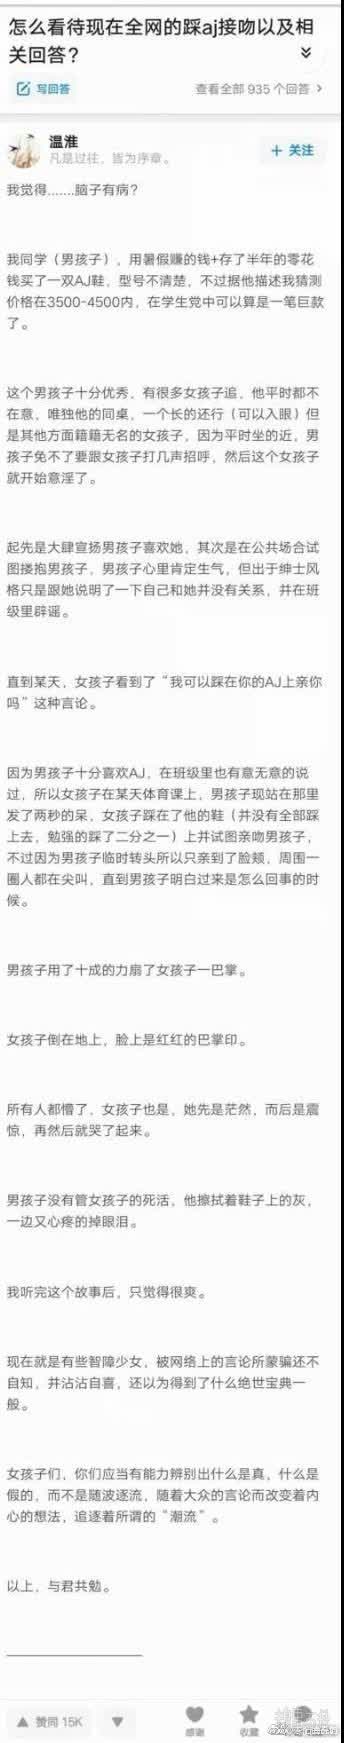 怎么看待现在全网的踩aj接吻以及相
关回答？
写回答
查看全部 935 个回答
温淮
凡是过往，皆为序章。
+ 关注
我觉得.......脑子有病？
我同学（男孩子），用暑假赚的钱+存了半年的零花
钱买了一双AJ鞋，型号不清楚，不过据他描述我猜测
价格在3500-4500内，在学生党中可以算是一笔巨款
了。
这个男孩子十分优秀，有很多女孩子追，他平时都不
在意，唯独他的同桌，一个长的还行（可以入眼）但
是其他方面籍籍无名的女孩子，因为平时坐的近，男
孩子免不了要跟女孩子打几声招呼，然后这个女孩子
就开始意淫了。
起先是大肆宣扬男孩子喜欢她，其次是在公共场合试
图搂抱男孩子，男孩子心里肯定生气，但出于绅士风
格只是跟她说明了一下自己和她并没有关系，并在班
级里辟谣。
直到某天，女孩子看到了“我可以踩在你的AJ上亲你
吗”这种言论。
因为男孩子十分喜欢AJ，在班级里也有意无意的说
过，所以女孩子在某天体育课上，男孩子现站在那里
发了两秒的呆，女孩子踩在了他的鞋（并没有全部踩
上去，勉强的踩了二分之一）上并试图亲吻男孩子，
不过因为男孩子临时转头所以只亲到了脸颊，周围一
圈人都在尖叫，直到男孩子明白过来是怎么回事的时
候。
男孩子用了十成的力扇了女孩子一巴掌。
女孩子倒在地上，脸上是红红的巴掌印。
所有人都懵了，女孩子也是，她先是茫然，而后是震
惊，再然后就哭了起来。
男孩子没有管女孩子的死活，他擦拭着鞋子上的灰，
一边又心疼的掉眼泪。
我听完这个故事后，只觉得很爽。
现在就是有些智障少女，被网络上的言论所蒙骗还不
自知，并沾沾自喜，还以为得到了什么绝世宝典一
般。
女孩子们，你们应当有能力辨别出什么是真，什么是
假的，而不是随波逐流，随着大众的言论而改变着内
心的想法，追逐着所谓的“潮流”。
以上，与君共勉。
赞同 15K
感谢
收藏